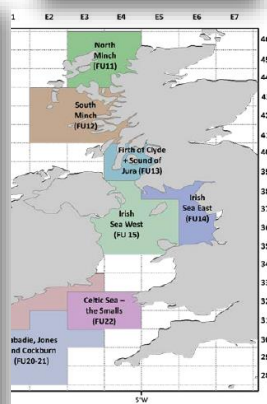 1 E2 E3 E4 E5 E6 E7
North
Minch
(FU11)
South
Minch
(FU12)
Firth of Clyde
+ Sound of
Jura (FU13)
Irish
Sea East
(FU14)
Irish
Sea West
(FU 15)
Celtic Sea –
the Smalls
(FU22)
abadie, Jones
nd Cockburn
(FU20-21)
5°W